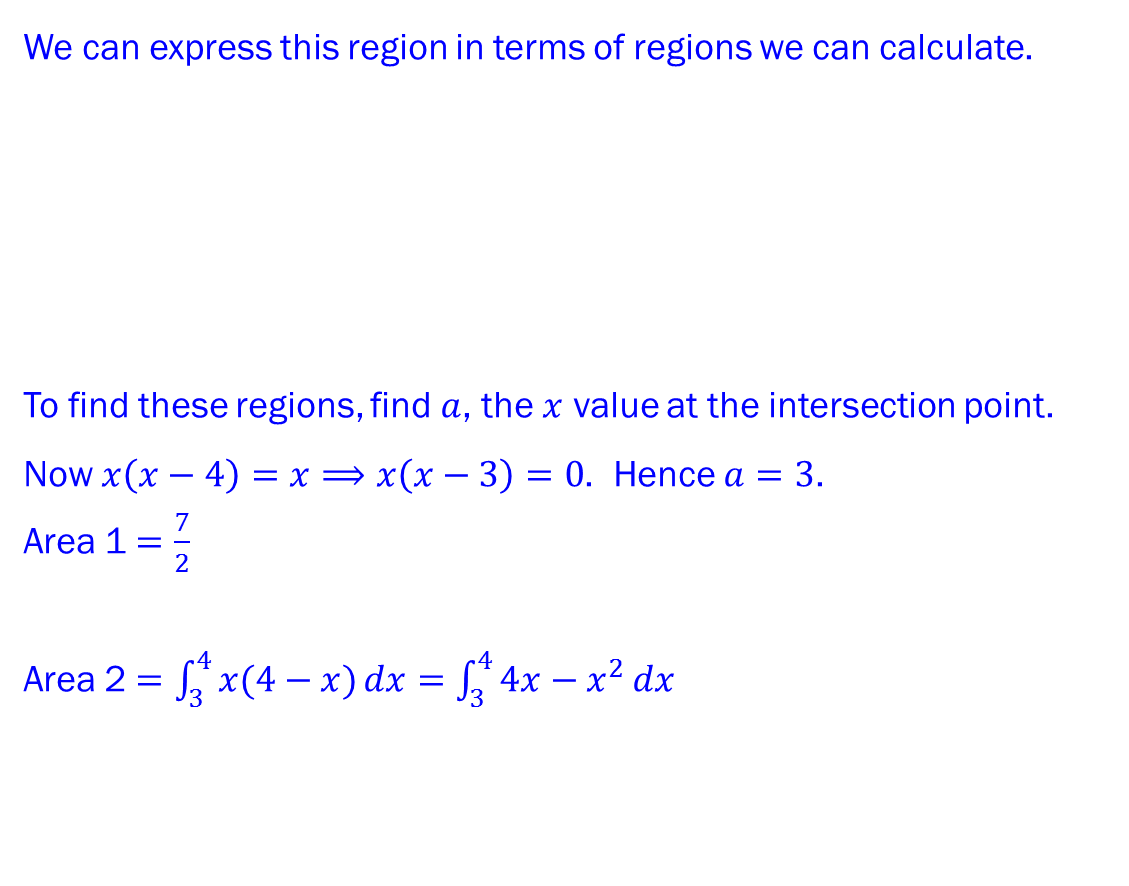 We can express this region in terms of regions we can calculate.
To find these regions, find 𝑎, the 𝑥 value at the intersection point.
Now 𝑥(𝑥 − 4) = 𝑥 ⟹ 𝑥(𝑥 − 3) = 0. Hence 𝑎 = 3.
Area 1 = 7/2
Area 2 = ∫₃⁴ 𝑥(4 − 𝑥) 𝑑𝑥 = ∫₃⁴ 4𝑥 − 𝑥² 𝑑𝑥